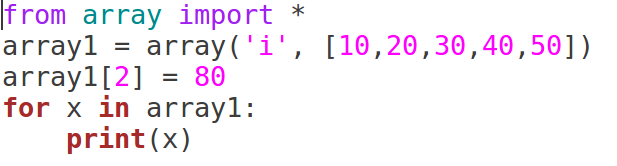 from array import *
array1 = array('i', [10,20,30,40,50])
array1[2] = 80
for x in array1:
    print(x)